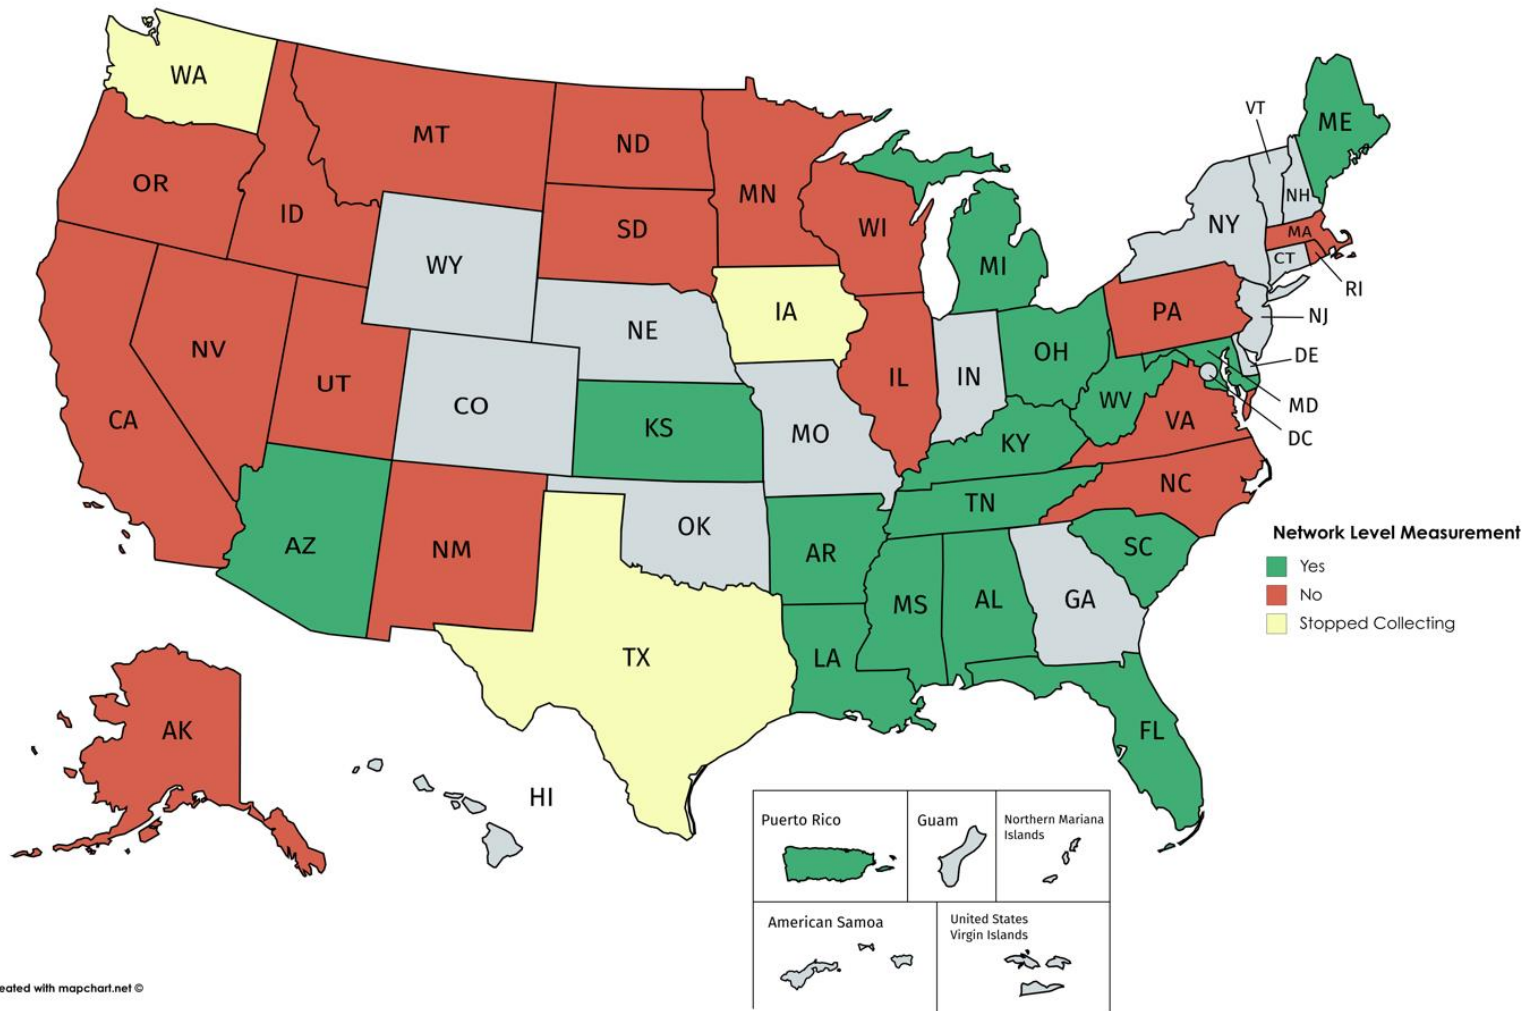 WA
VT
ME
MT
ND
OR
MN
ID
NH
NY
WI
SD
MA
CT
WY
MI
RI
IA
PA
NJ
NE
NV
OH
DE
UT
IL
IN
CO
WV
MD
CA
KS
VA
MO
DC
KY
NC
TN
OK
Network Level Measurement
AZ
NM
SC
AR
Yes
No
MS
AL
GA
Stopped Collecting
TX
LA
AK
FL
HI
Puerto Rico
Guam
Northern Mariana
Islands
American Samoa
United States
Virgin Islands
eated with mapchart.net ©